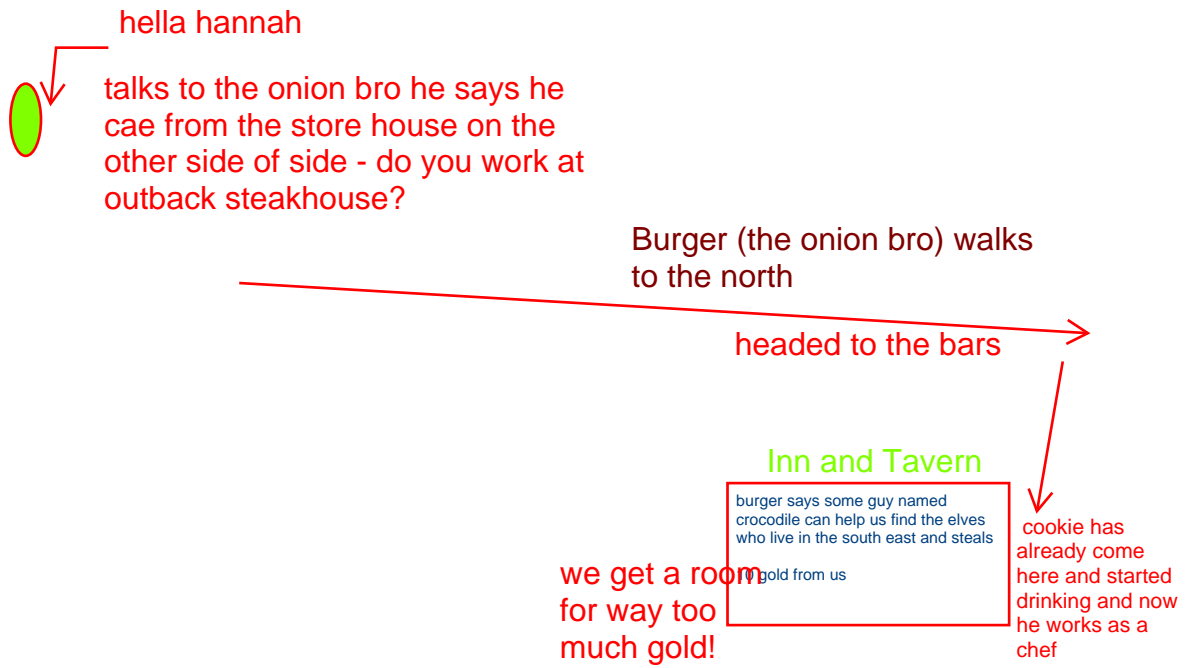 hella hannah
talks to the onion bro he says he
cae from the store house on the
other side of side - do you work at
outback steakhouse?
Burger (the onion bro) walks
to the north
headed to the bars
Inn and Tavern
burger says some guy named
crocodile can help us find the elves
who live in the south east and steals
10 gold from us
we get a room
for way too
much gold!
cookie has
already come
here and started
drinking and now
he works as a
chef